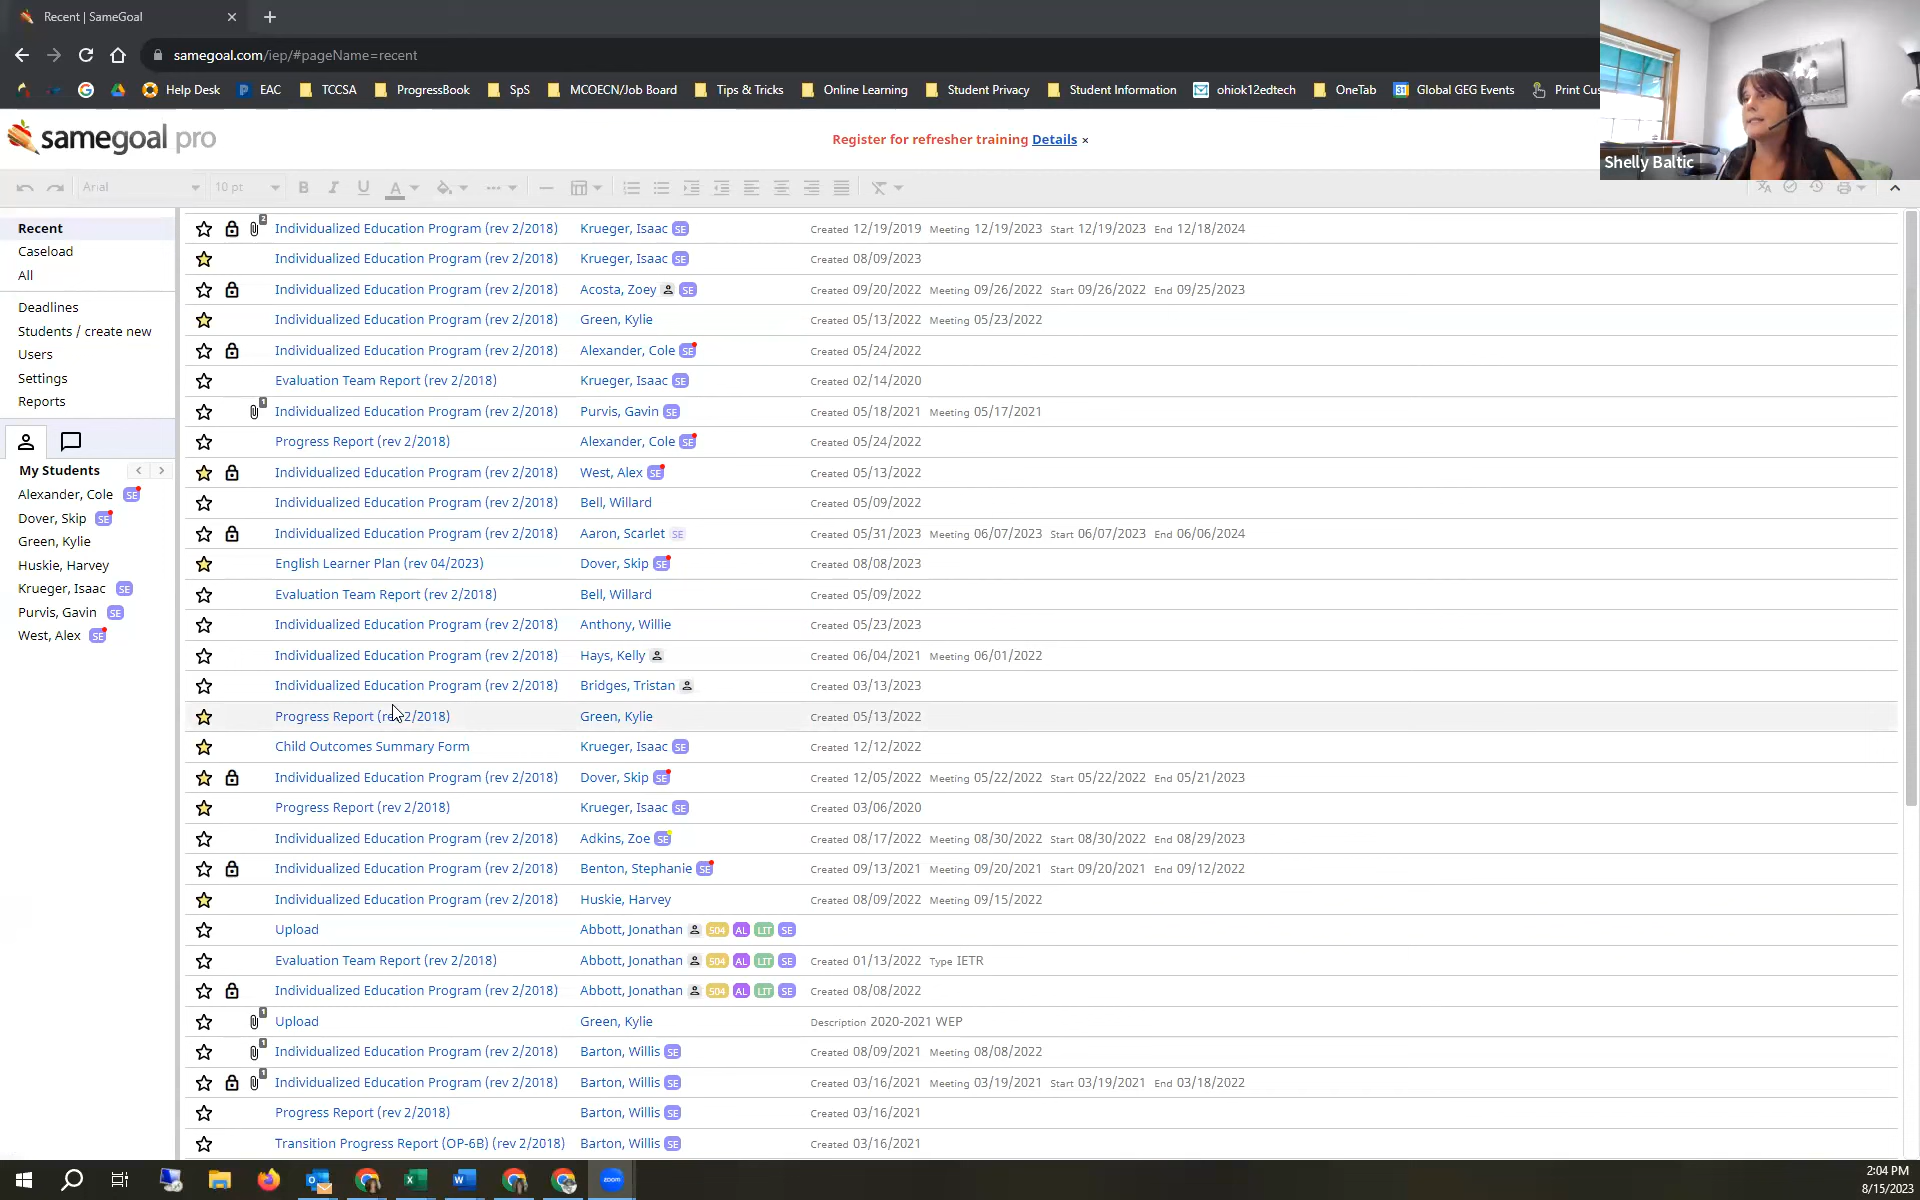 Recent | SameGoal
samegoal.com/iep/#pageName=recent
Help Desk EAC TCCSA ProgressBook SpS MCOECN/Job Board Tips & Tricks Online Learning Student Privacy Student Information ohiok12edtech OneTab Global GEG Events Print Cus
samegoal pro
Register for refresher training Details ×
Shelly Baltic
Arial 10 pt B I U A
Recent
Caseload
All
Deadlines
Students / create new
Users
Settings
Reports
My Students
Alexander, Cole SE
Dover, Skip SE
Green, Kylie
Huskie, Harvey
Krueger, Isaac SE
Purvis, Gavin SE
West, Alex SE
2 Individualized Education Program (rev 2/2018) Krueger, Isaac SE Created 12/19/2019 Meeting 12/19/2023 Start 12/19/2023 End 12/18/2024
Individualized Education Program (rev 2/2018) Krueger, Isaac SE Created 08/09/2023
Individualized Education Program (rev 2/2018) Acosta, Zoey SE Created 09/20/2022 Meeting 09/26/2022 Start 09/26/2022 End 09/25/2023
Individualized Education Program (rev 2/2018) Green, Kylie Created 05/13/2022 Meeting 05/23/2022
Individualized Education Program (rev 2/2018) Alexander, Cole SE Created 05/24/2022
Evaluation Team Report (rev 2/2018) Krueger, Isaac SE Created 02/14/2020
1 Individualized Education Program (rev 2/2018) Purvis, Gavin SE Created 05/18/2021 Meeting 05/17/2021
Progress Report (rev 2/2018) Alexander, Cole SE Created 05/24/2022
Individualized Education Program (rev 2/2018) West, Alex SE Created 05/13/2022
Individualized Education Program (rev 2/2018) Bell, Willard Created 05/09/2022
Individualized Education Program (rev 2/2018) Aaron, Scarlet SE Created 05/31/2023 Meeting 06/07/2023 Start 06/07/2023 End 06/06/2024
English Learner Plan (rev 04/2023) Dover, Skip SE Created 08/08/2023
Evaluation Team Report (rev 2/2018) Bell, Willard Created 05/09/2022
Individualized Education Program (rev 2/2018) Anthony, Willie Created 05/23/2023
Individualized Education Program (rev 2/2018) Hays, Kelly Created 06/04/2021 Meeting 06/01/2022
Individualized Education Program (rev 2/2018) Bridges, Tristan Created 03/13/2023
Progress Report (rev 2/2018) Green, Kylie Created 05/13/2022
Child Outcomes Summary Form Krueger, Isaac SE Created 12/12/2022
Individualized Education Program (rev 2/2018) Dover, Skip SE Created 12/05/2022 Meeting 05/22/2022 Start 05/22/2022 End 05/21/2023
Progress Report (rev 2/2018) Krueger, Isaac SE Created 03/06/2020
Individualized Education Program (rev 2/2018) Adkins, Zoe SE Created 08/17/2022 Meeting 08/30/2022 Start 08/30/2022 End 08/29/2023
Individualized Education Program (rev 2/2018) Benton, Stephanie SE Created 09/13/2021 Meeting 09/20/2021 Start 09/20/2021 End 09/12/2022
Individualized Education Program (rev 2/2018) Huskie, Harvey Created 08/09/2022 Meeting 09/15/2022
Upload Abbott, Jonathan 504 AL LIT SE
Evaluation Team Report (rev 2/2018) Abbott, Jonathan 504 AL LIT SE Created 01/13/2022 Type IETR
Individualized Education Program (rev 2/2018) Abbott, Jonathan 504 AL LIT SE Created 08/08/2022
1 Upload Green, Kylie Description 2020-2021 WEP
1 Individualized Education Program (rev 2/2018) Barton, Willis SE Created 08/09/2021 Meeting 08/08/2022
1 Individualized Education Program (rev 2/2018) Barton, Willis SE Created 03/16/2021 Meeting 03/19/2021 Start 03/19/2021 End 03/18/2022
Progress Report (rev 2/2018) Barton, Willis SE Created 03/16/2021
Transition Progress Report (OP-6B) (rev 2/2018) Barton, Willis SE Created 03/16/2021
zoom
2:04 PM
8/15/2023